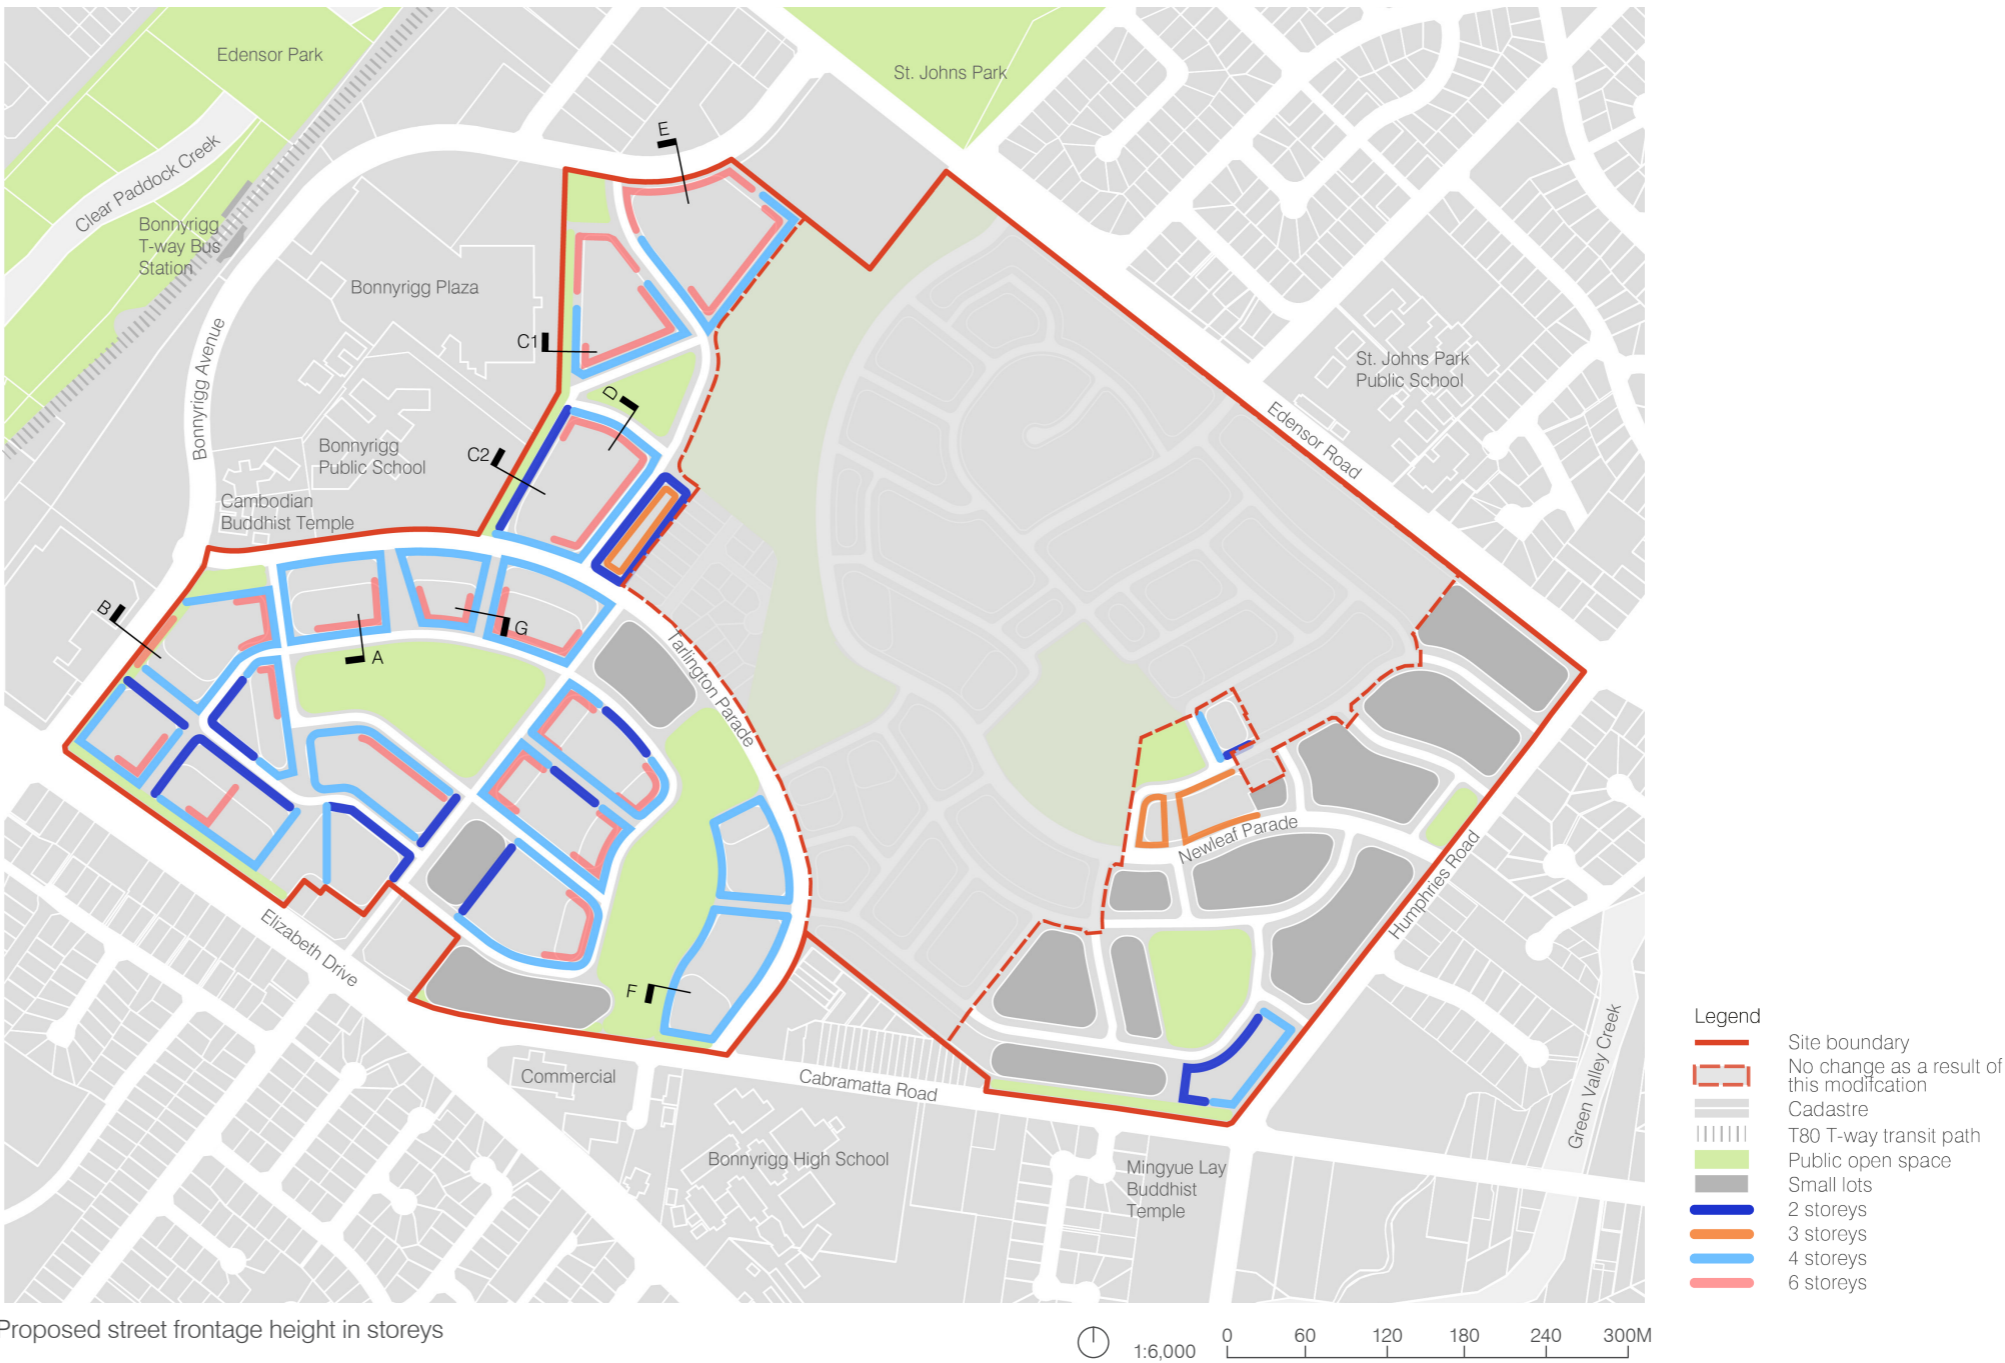 Edensor Park
St. Johns Park
Clear Paddock Creek
E
Bonnyrigg
T-way Bus
Station
Bonnyrigg Plaza
C1
Bonnyrigg Avenue
St. Johns Park
Public School
D
Edensor Road
Bonnyrigg
Public School
C2
Cambodian
Buddhist Temple
B
G
A
Tarlington Parade
Newleaf Parade
Humphries Road
Elizabeth Drive
F
Green Valley Creek
Commercial
Cabramatta Road
Bonnyrigg High School
Mingyue Lay
Buddhist
Temple
Legend
Site boundary
No change as a result of
this modifcation
Cadastre
T80 T-way transit path
Public open space
Small lots
2 storeys
3 storeys
4 storeys
6 storeys
Proposed street frontage height in storeys
1:6,000
0 60 120 180 240 300M